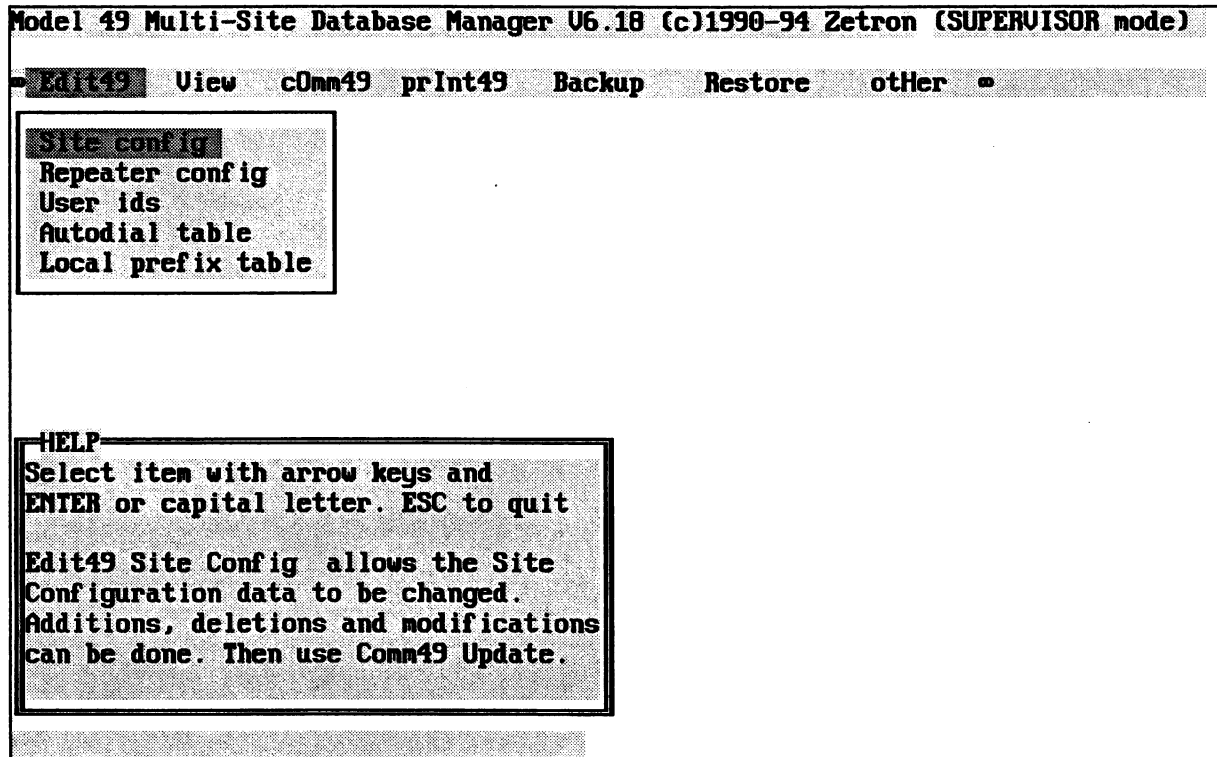 Model 49 Multi-Site Database Manager V6.18 (c)1990-94 Zetron (SUPERVISOR mode)
Edit49 View cOmm49 prInt49 Backup Restore otHer
Site config
Repeater config
User ids
Autodial table
Local prefix table
HELP
Select item with arrow keys and
ENTER or capital letter. ESC to quit
Edit49 Site Config allows the Site
Configuration data to be changed.
Additions, deletions and modifications
can be done. Then use Comm49 Update.